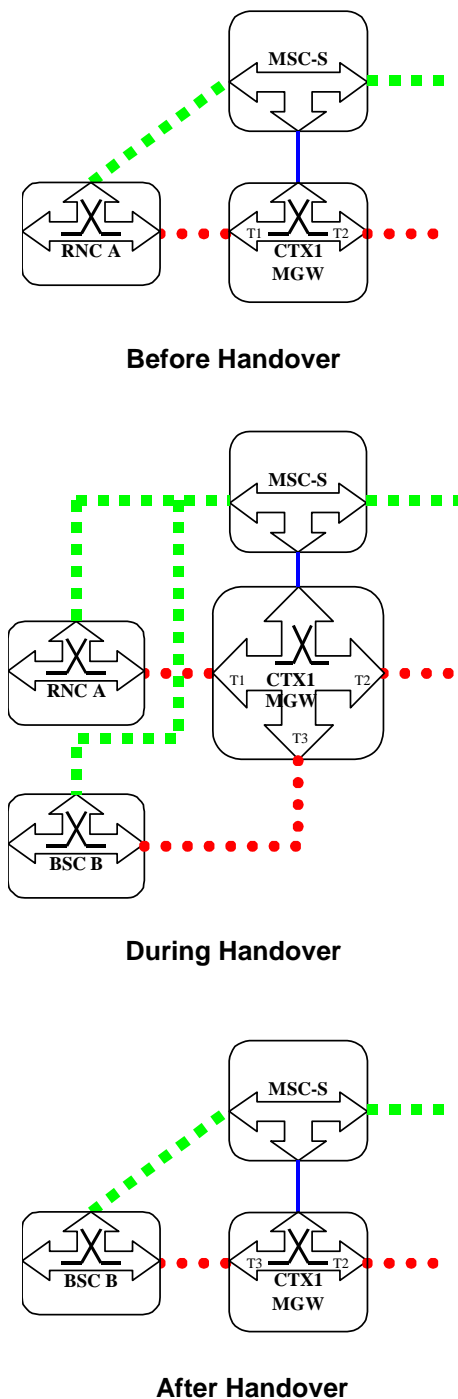 MSC-S
RNC A
T1
CTX1
T2
MGW
Before Handover
MSC-S
RNC A
T1
CTX1
T2
MGW
T3
BSC B
During Handover
MSC-S
BSC B
T3
CTX1
T2
MGW
After Handover